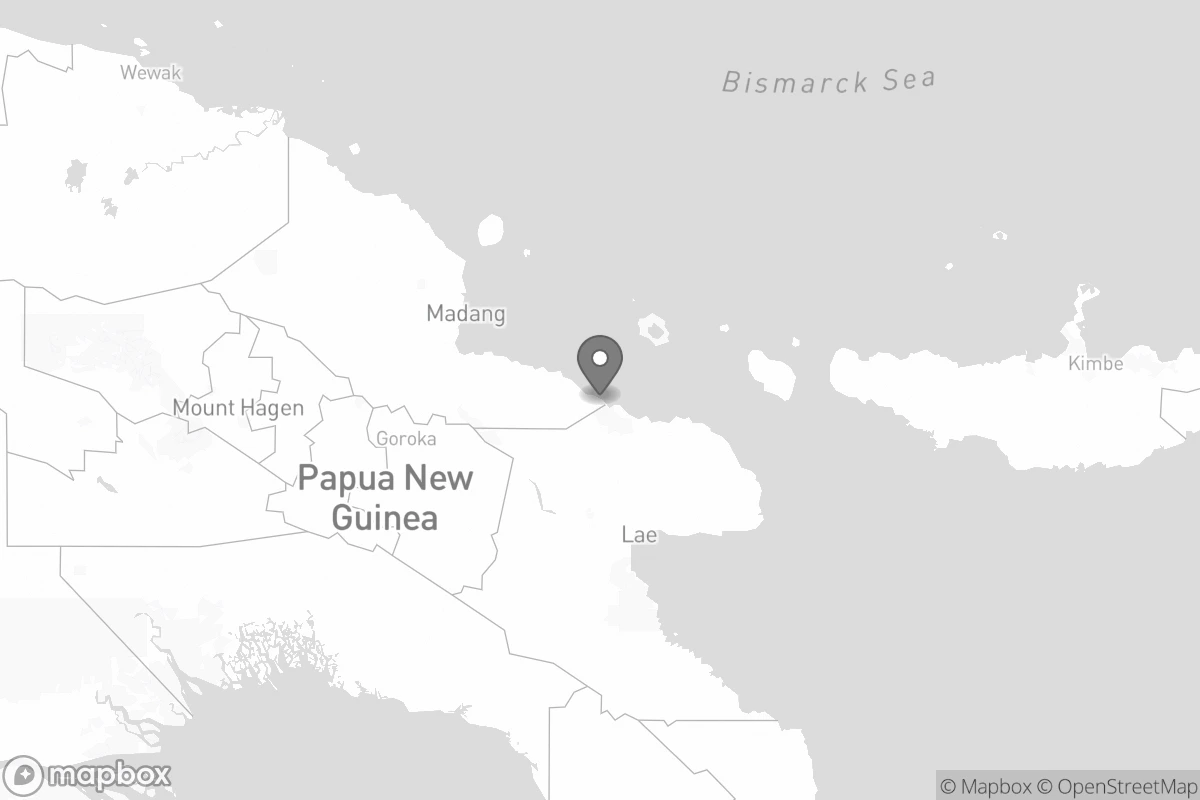 Wewak
Bismarck Sea
Madang
Kimbe
Mount Hagen
Goroka
Papua New
Guinea
Lae
mapbox
© Mapbox © OpenStreetMap